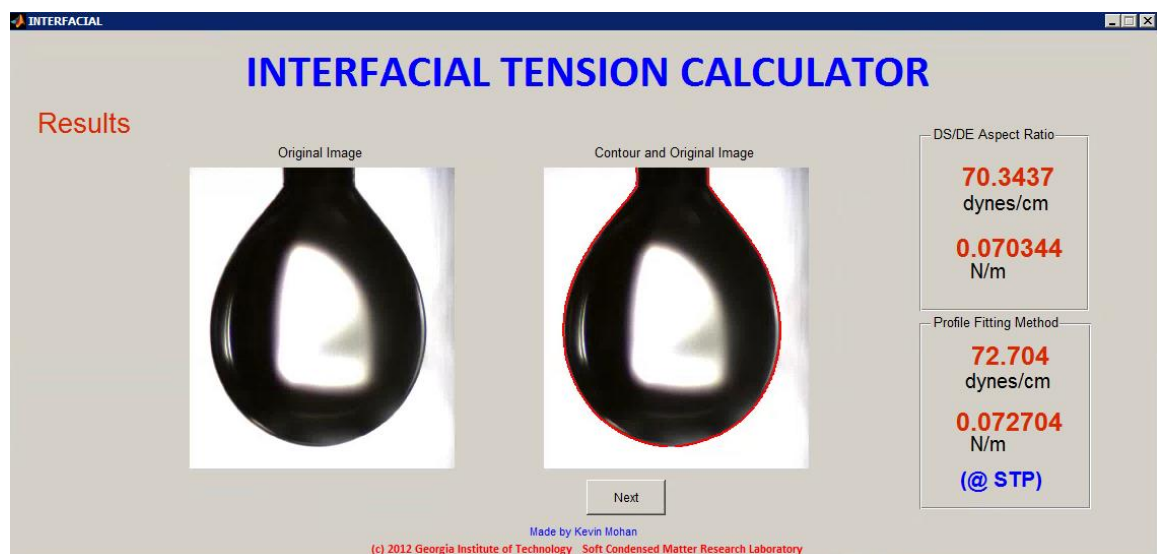 INTERFACIAL
INTERFACIAL TENSION CALCULATOR
Results
Original Image
Contour and Original Image
DS/DE Aspect Ratio
70.3437
dynes/cm
0.070344
N/m
Profile Fitting Method
72.704
dynes/cm
0.072704
N/m
(@ STP)
Next
Made by Kevin Mohan
(c) 2012 Georgia Institute of Technology Soft Condensed Matter Research Laboratory